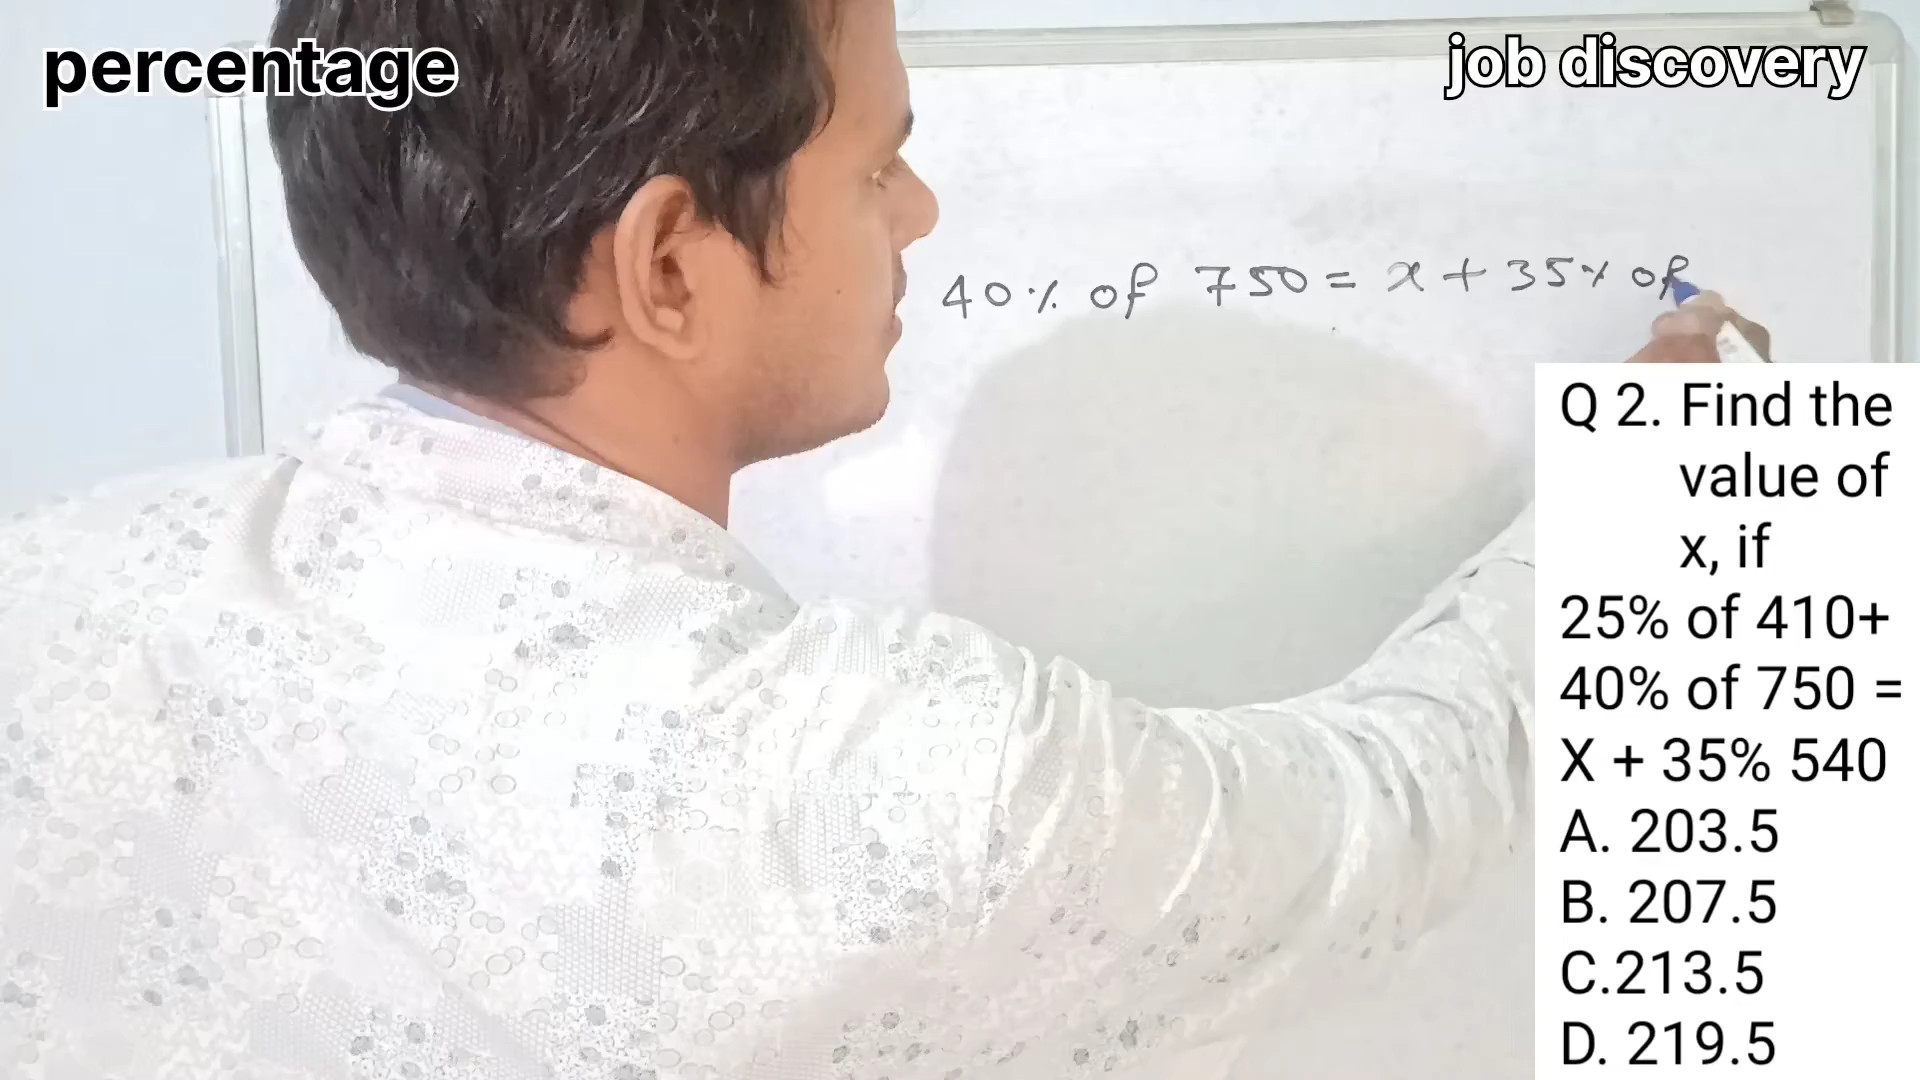 percentage
job discovery
40% of 750 = x + 35% of
Q 2. Find the
value of
x, if
25% of 410+
40% of 750 =
X + 35% 540
A. 203.5
B. 207.5
C.213.5
D. 219.5